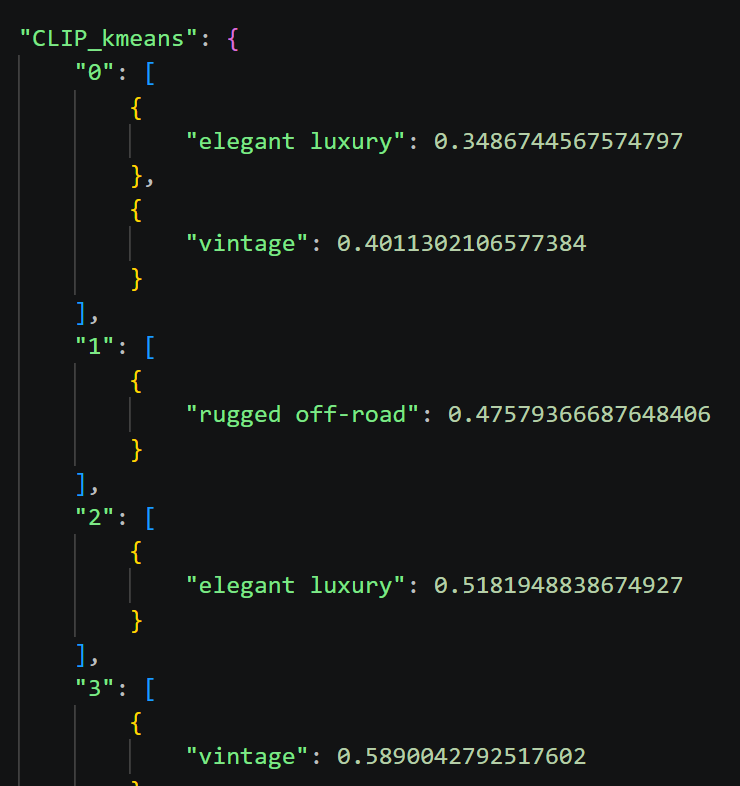 "CLIP_kmeans": {
"0": [
{
"elegant luxury": 0.3486744567574797
},
{
"vintage": 0.4011302106577384
}
],
"1": [
{
"rugged off-road": 0.47579366687648406
}
],
"2": [
{
"elegant luxury": 0.5181948838674927
}
],
"3": [
{
"vintage": 0.5890042792517602
}